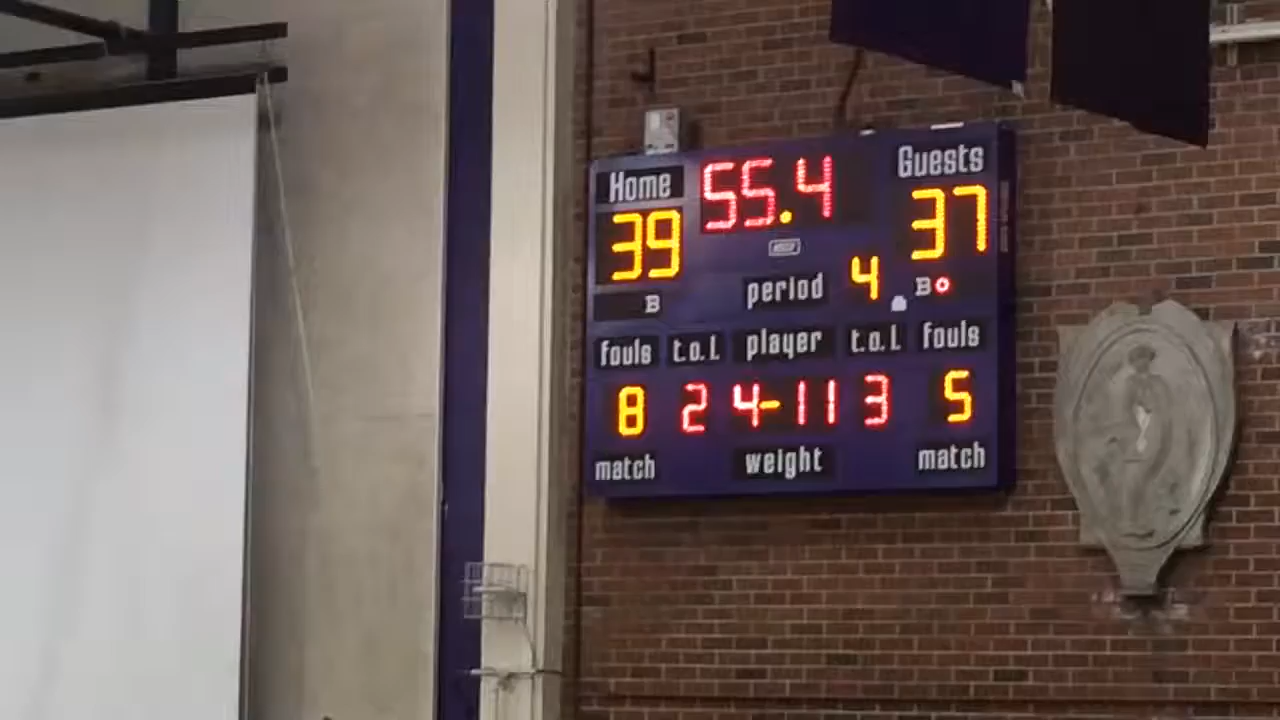 Home 55.4 Guests
39 37
period 4 B
B
fouls t.o.l. player t.o.l. fouls
8 2 4-11 3 5
match weight match